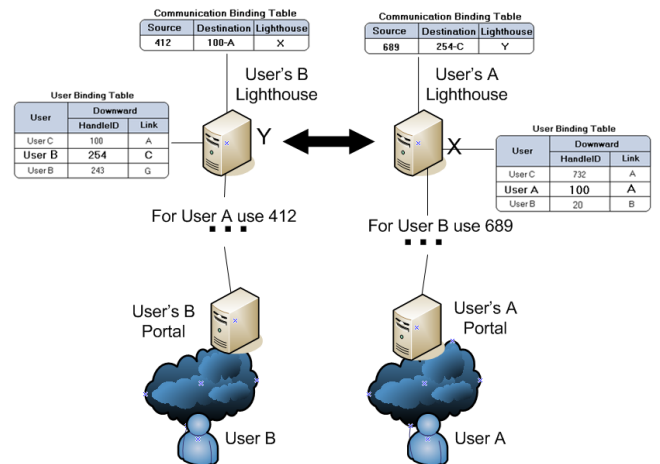 Communication Binding Table
Source Destination Lighthouse
412 100-A X
Communication Binding Table
Source Destination Lighthouse
689 254-C Y
User's B
Lighthouse
User's A
Lighthouse
User Binding Table
User Downward
HandleID Link
User C 100 A
User B 254 C
User B 243 G
Y
X
User Binding Table
User Downward
HandleID Link
User C 732 A
User A 100 A
User B 20 B
For User A use 412
For User B use 689
User's B
Portal
User's A
Portal
User B
User A